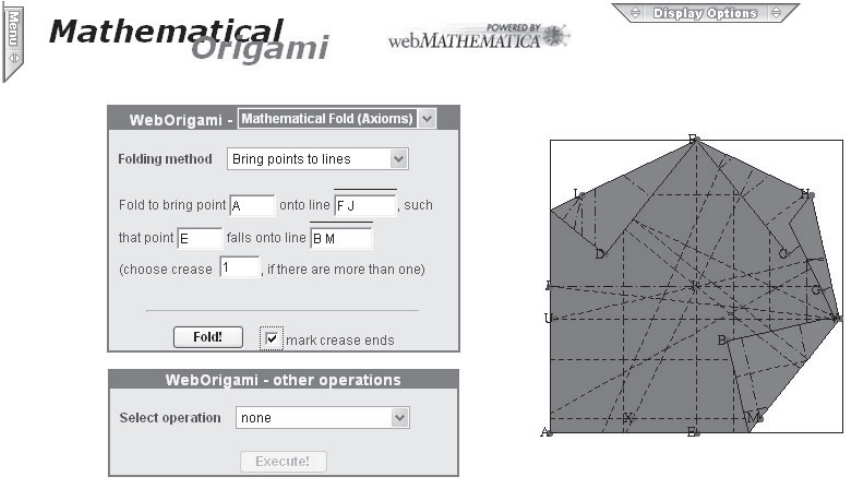 Menu
Mathematical
Origami
POWERED BY
webMATHEMATICA
Display Options
WebOrigami - Mathematical Fold (Axioms)
Folding method Bring points to lines
Fold to bring point A onto line F J , such
that point E falls onto line B M
(choose crease 1 , if there are more than one)
Fold! mark crease ends
WebOrigami - other operations
Select operation none
Execute!
L
H
D
U
B
A
E
M